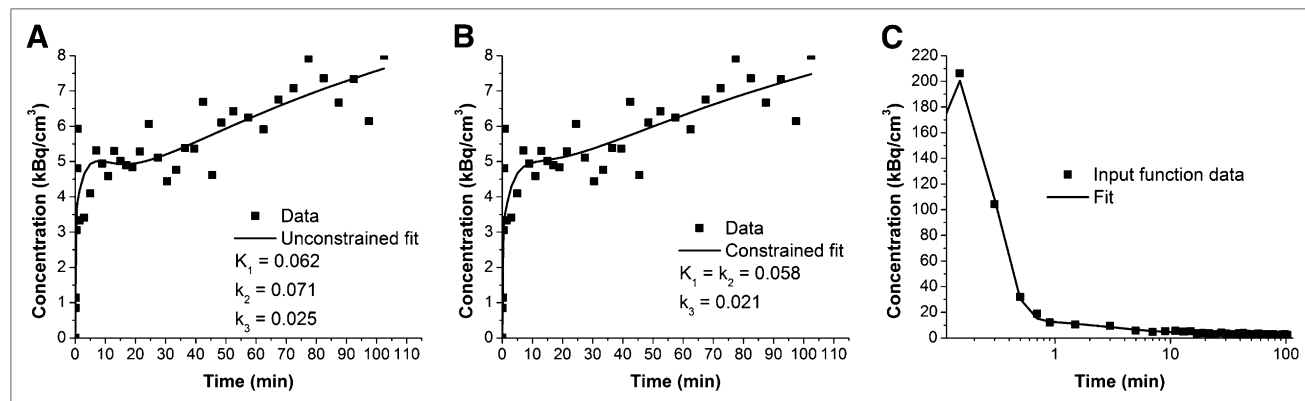 A
Concentration (kBq/cm³)
8
7
6
5
4
3
2
1
0
Data
Unconstrained fit
K₁ = 0.062
k₂ = 0.071
k₃ = 0.025
0 10 20 30 40 50 60 70 80 90 100 110
Time (min)
B
Concentration (kBq/cm³)
8
7
6
5
4
3
2
1
0
Data
Constrained fit
K₁ = k₂ = 0.058
k₃ = 0.021
0 10 20 30 40 50 60 70 80 90 100 110
Time (min)
C
Concentration (kBq/cm³)
220
200
180
160
140
120
100
80
60
40
20
0
Input function data
Fit
1 10 100
Time (min)